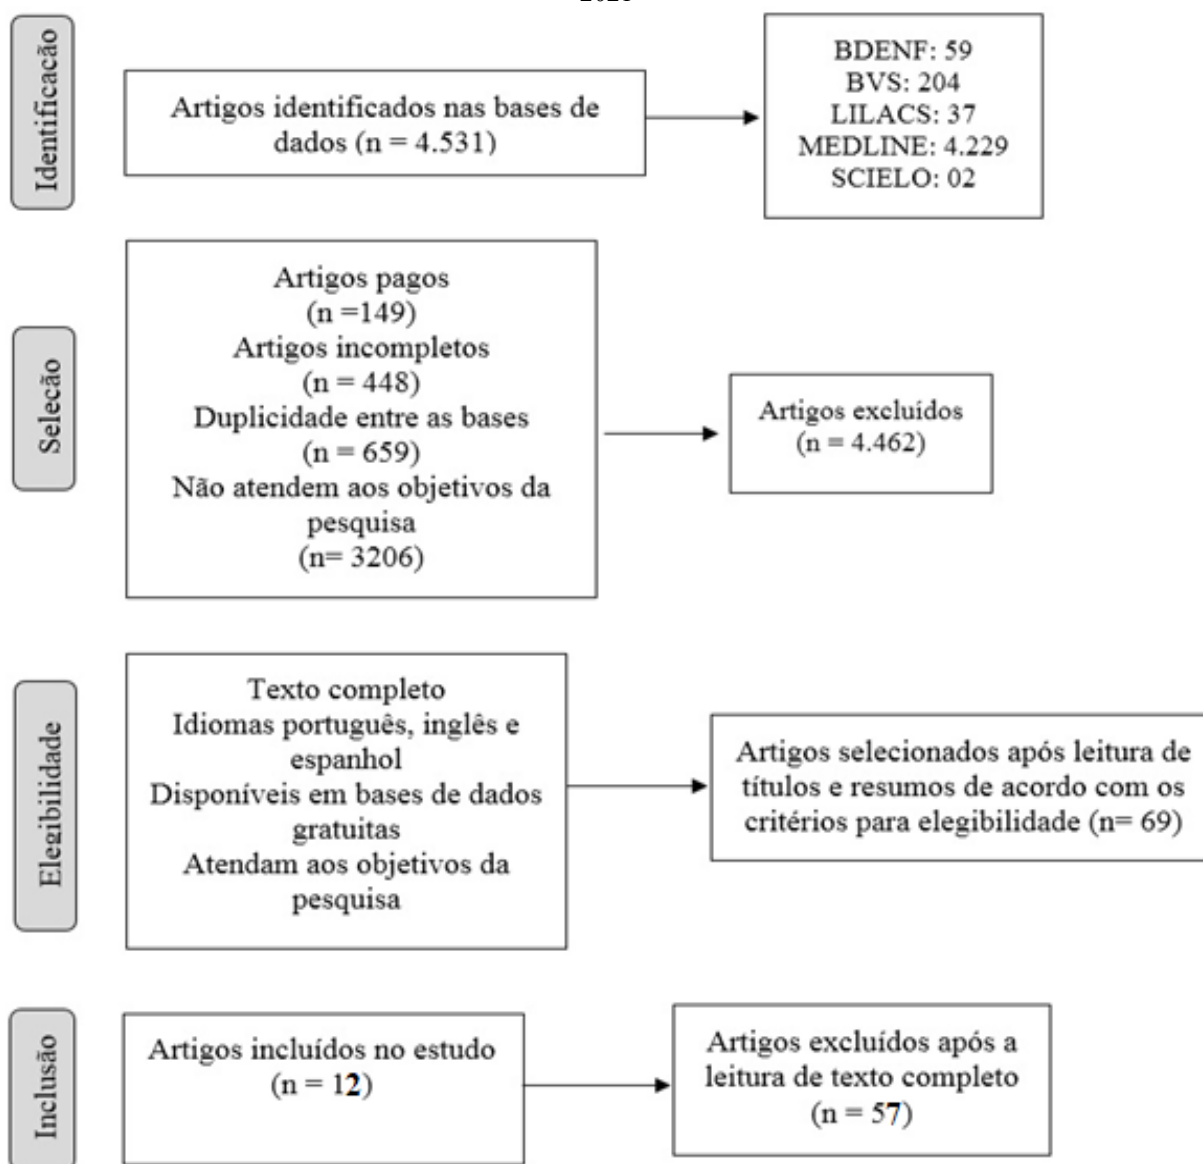 2021
Identificacão
Artigos identificados nas bases de
dados (n = 4.531)
BDENF: 59
BVS: 204
LILACS: 37
MEDLINE: 4.229
SCIELO: 02
Selecão
Artigos pagos
(n =149)
Artigos incompletos
(n = 448)
Duplicidade entre as bases
(n = 659)
Não atendem aos objetivos da
pesquisa
(n= 3206)
Artigos excluídos
(n = 4.462)
Elegibilidade
Texto completo
Idiomas português, inglês e
espanhol
Disponíveis em bases de dados
gratuitas
Atendam aos objetivos da
pesquisa
Artigos selecionados após leitura de
títulos e resumos de acordo com os
critérios para elegibilidade (n= 69)
Inclusão
Artigos incluídos no estudo
(n = 12)
Artigos excluídos após a
leitura de texto completo
(n = 57)